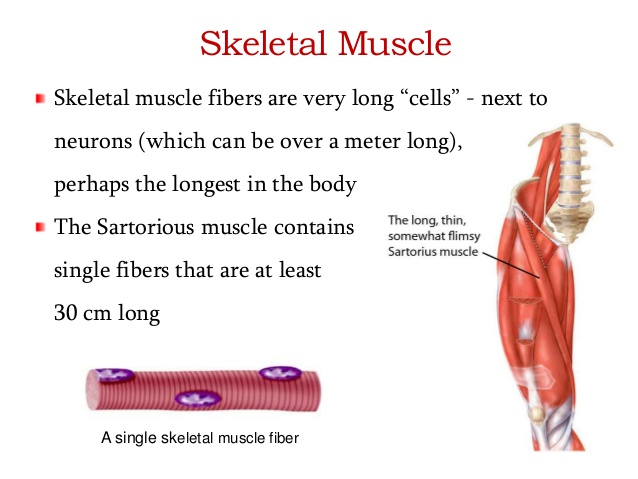 Skeletal Muscle
Skeletal muscle fibers are very long “cells” - next to
neurons (which can be over a meter long),
perhaps the longest in the body
The Sartorious muscle contains
single fibers that are at least
30 cm long
The long, thin,
somewhat flimsy
Sartorius muscle
A single skeletal muscle fiber